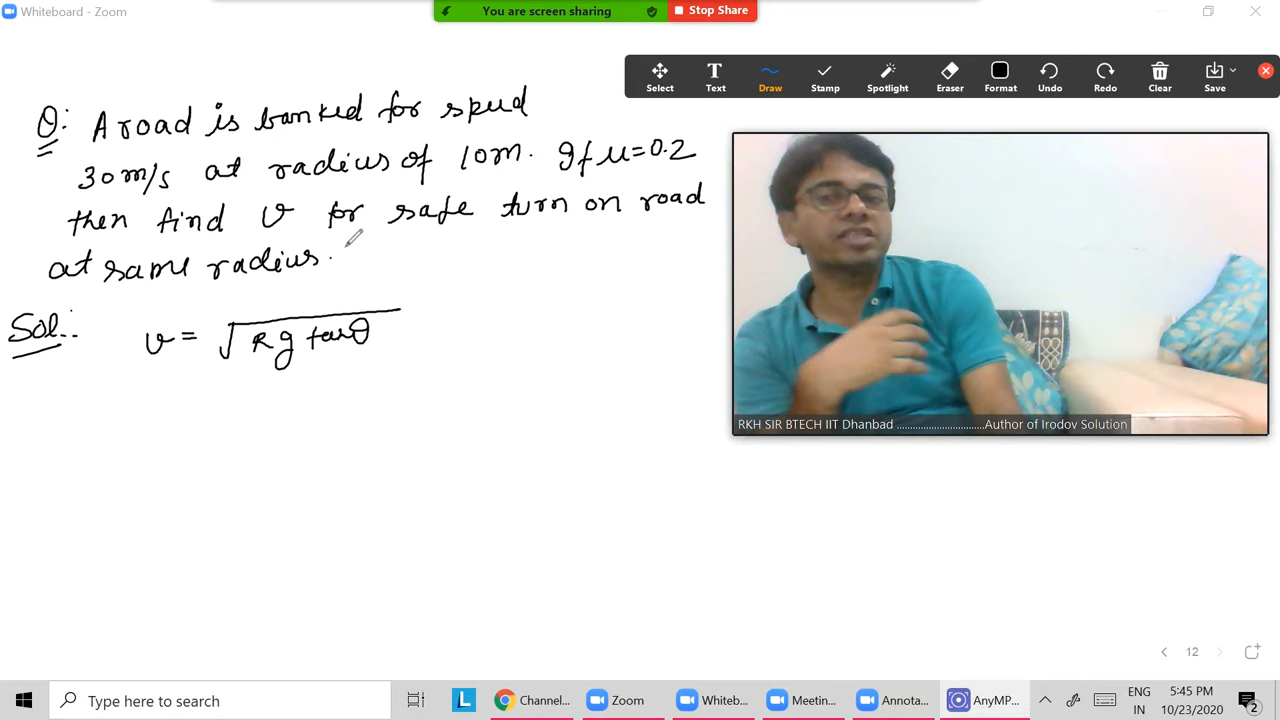 Whiteboard - Zoom
You are screen sharing
Stop Share
Select
Text
Draw
Stamp
Spotlight
Eraser
Format
Undo
Redo
Clear
Save
Q: A road is banked for speed
30m/s at radius of 10m. If μ=0.2
then find v for safe turn on road
at same radius.
Sol:. v = √Rg tanθ
RKH SIR BTECH IIT Dhanbad ..................................Author of Irodov Solution
12
Type here to search
L
Channel...
Zoom
Whiteb...
Meetin...
Annota...
AnyMP...
ENG
IN
5:45 PM
10/23/2020
2